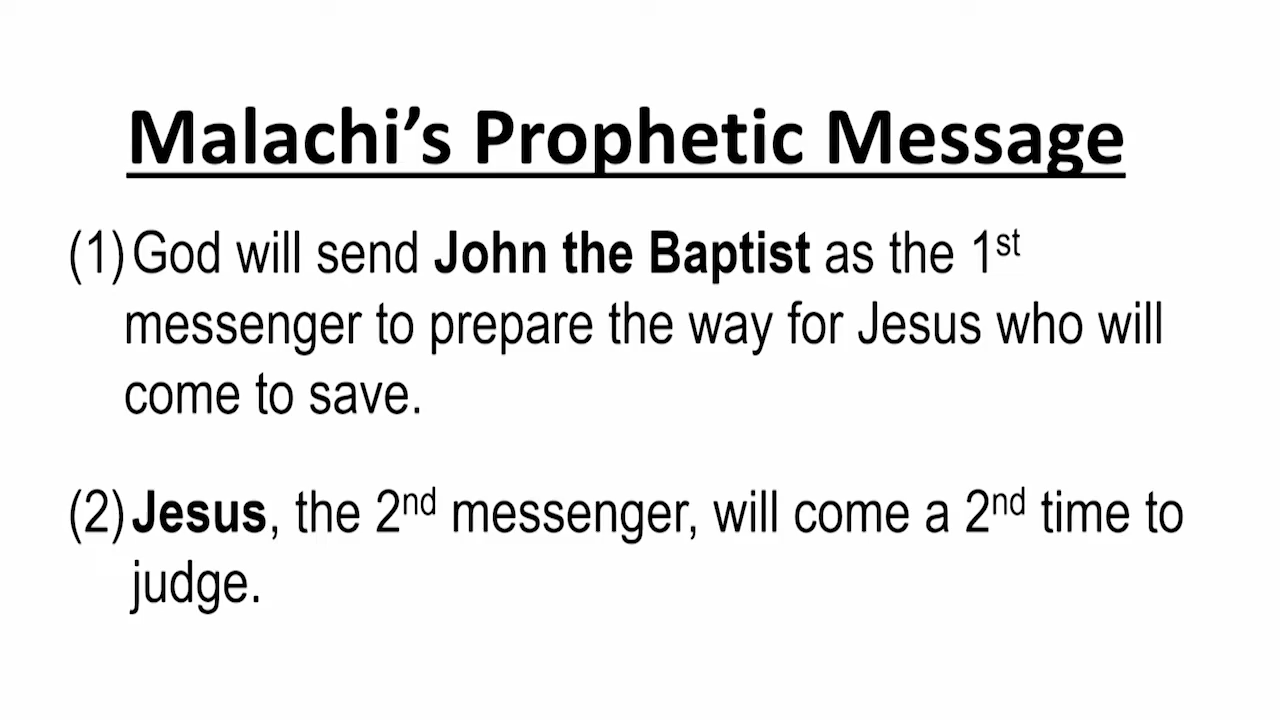 Malachi’s Prophetic Message
(1) God will send John the Baptist as the 1st
messenger to prepare the way for Jesus who will
come to save.
(2) Jesus, the 2nd messenger, will come a 2nd time to
judge.